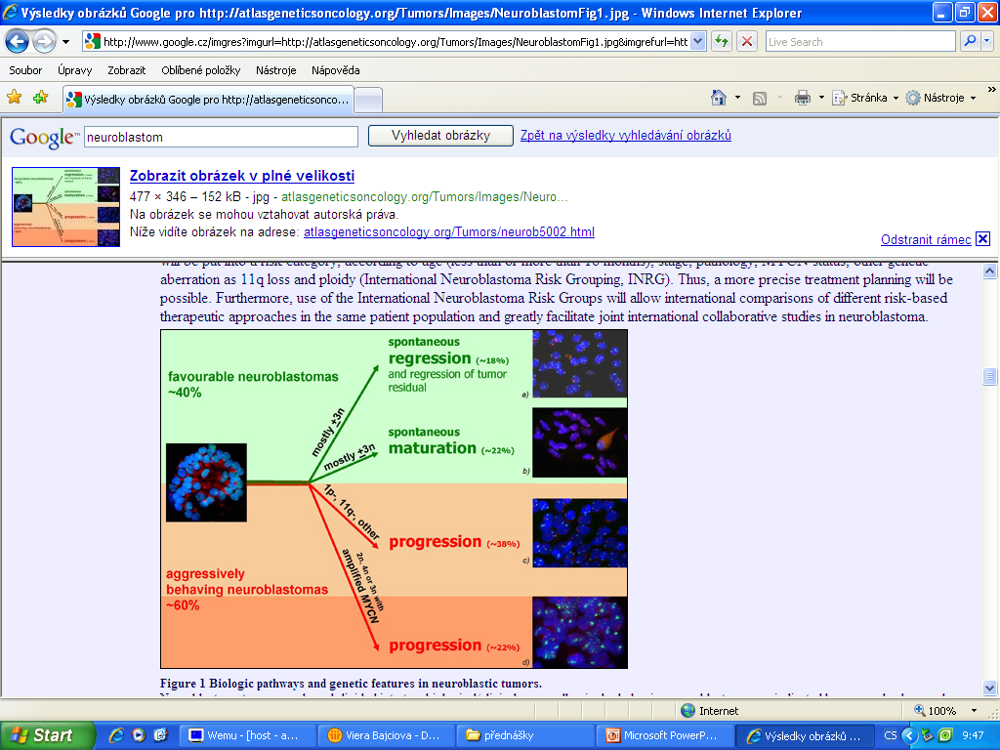 Výsledky obrázků Google pro http://atlasgeneticsoncology.org/Tumors/Images/NeuroblastomFig1.jpg - Windows Internet Explorer
http://www.google.cz/imgres?imgurl=http://atlasgeneticsoncology.org/Tumors/Images/NeuroblastomFig1.jpg&imgrefurl=htt
Live Search
Soubor Úpravy Zobrazit Oblíbené položky Nástroje Nápověda
Výsledky obrázků Google pro http://atlasgeneticsonco...
Stránka Nástroje »
Google™ neuroblastom Vyhledat obrázky Zpět na výsledky vyhledávání obrázků
Zobrazit obrázek v plné velikosti
477 × 346 – 152 kB - jpg - atlasgeneticsoncology.org/Tumors/Images/Neuro...
Na obrázek se mohou vztahovat autorská práva.
Níže vidíte obrázek na adrese: atlasgeneticsoncology.org/Tumors/neurob5002.html
Odstranit rámec
will be put into a risk category, according to age (less than or more than 18 months), stage, pathology, MYCN status, other genetic
aberration as 11q loss and ploidy (International Neuroblastoma Risk Grouping, INRG). Thus, a more precise treatment planning will be
possible. Furthermore, use of the International Neuroblastoma Risk Groups will allow international comparisons of different risk-based
therapeutic approaches in the same patient population and greatly facilitate joint international collaborative studies in neuroblastoma.
favourable neuroblastomas
~40%
spontaneous
regression (~18%)
and regression of tumor
residual
a)
mostly ±3n
spontaneous
maturation (~22%)
b)
mostly ±3n
1p-, 11q-, other
progression (~38%)
c)
aggressively
behaving neuroblastomas
~60%
2n, 4n or 3n with
amplified MYCN
progression (~22%)
d)
Figure 1 Biologic pathways and genetic features in neuroblastic tumors.
Internet 100%
Start Wemu - [host - a... Viera Bajciova - D... přednášky Microsoft PowerP... Výsledky obrázků ... CS 9:47